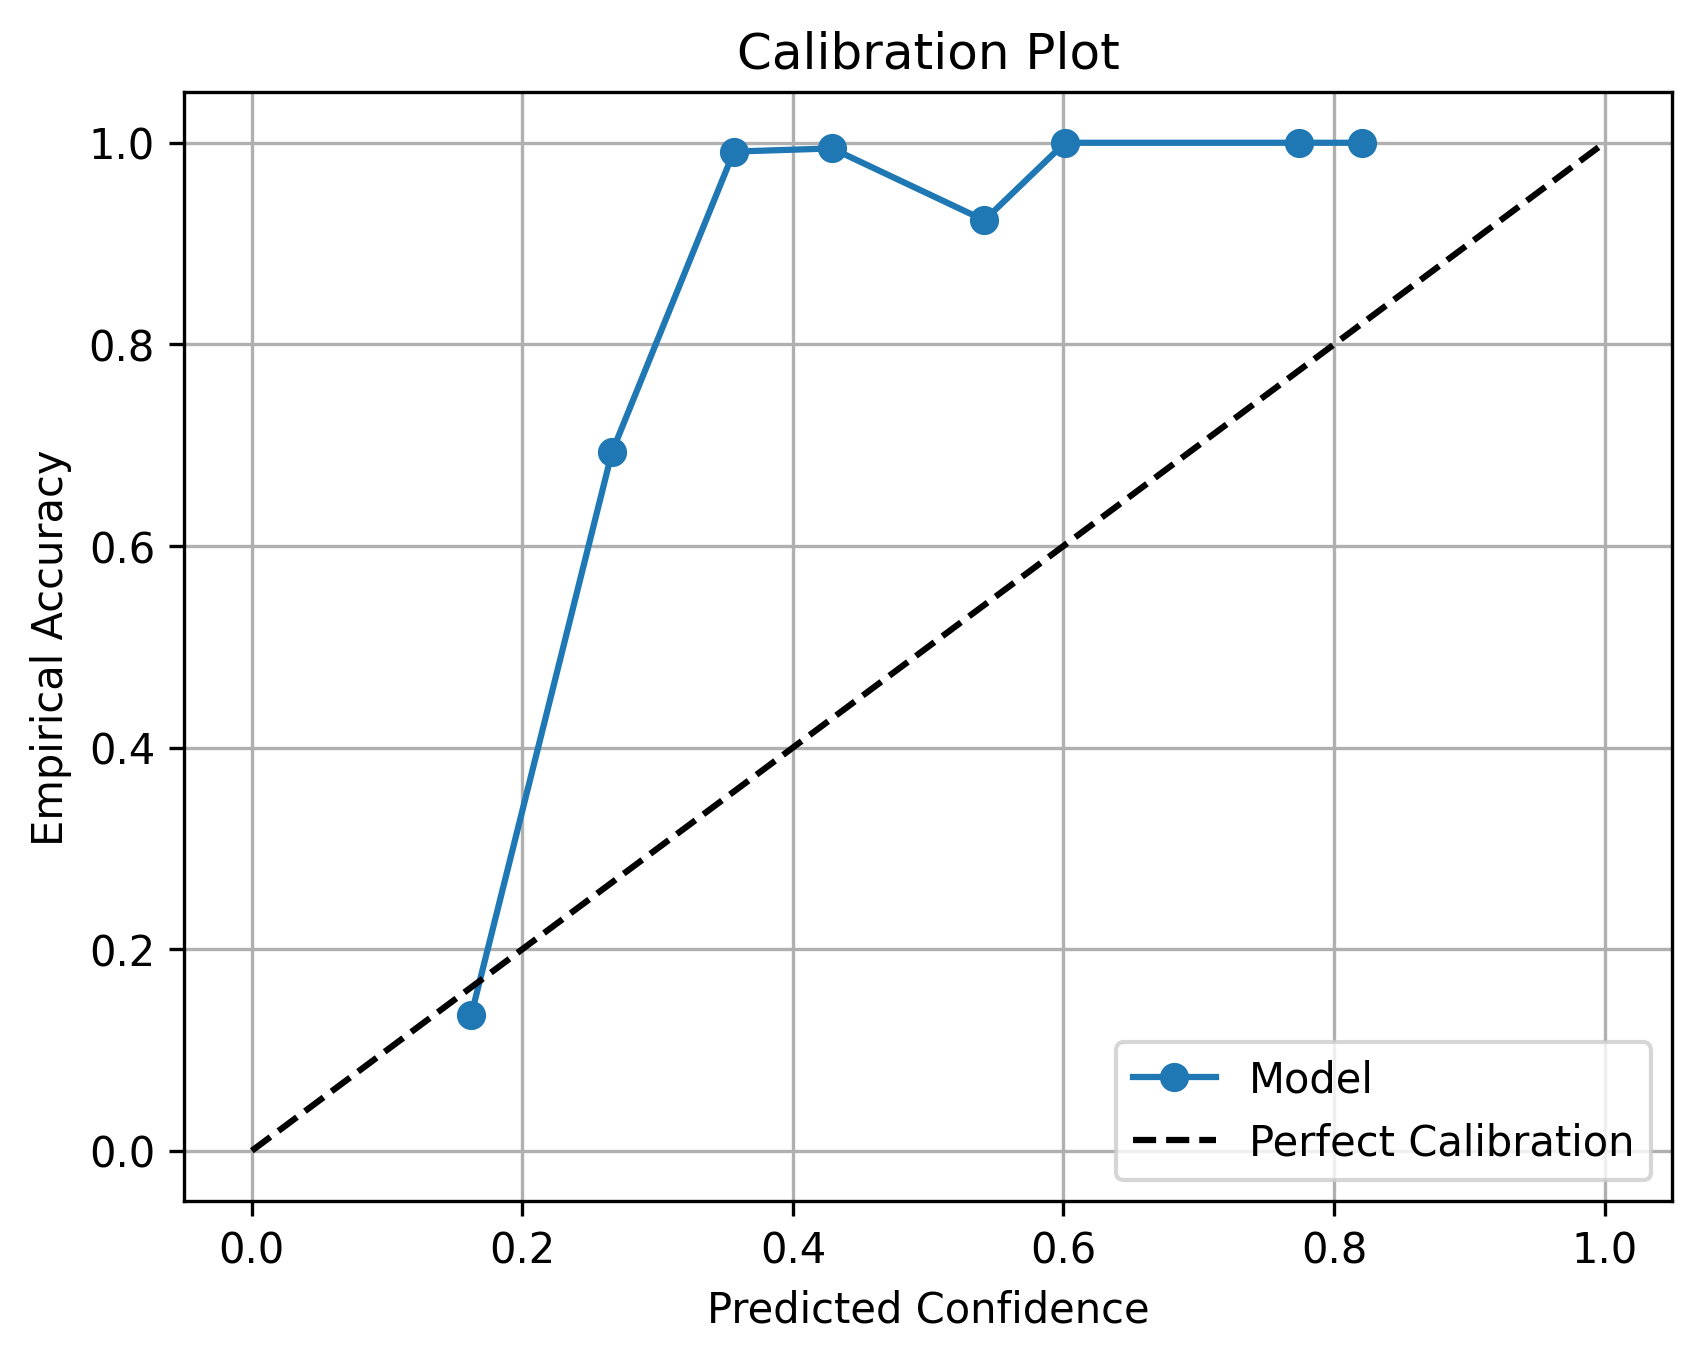 Calibration Plot
1.0
0.8
0.6
0.4
0.2
0.0
Empirical Accuracy
Model
Perfect Calibration
0.0 0.2 0.4 0.6 0.8 1.0
Predicted Confidence